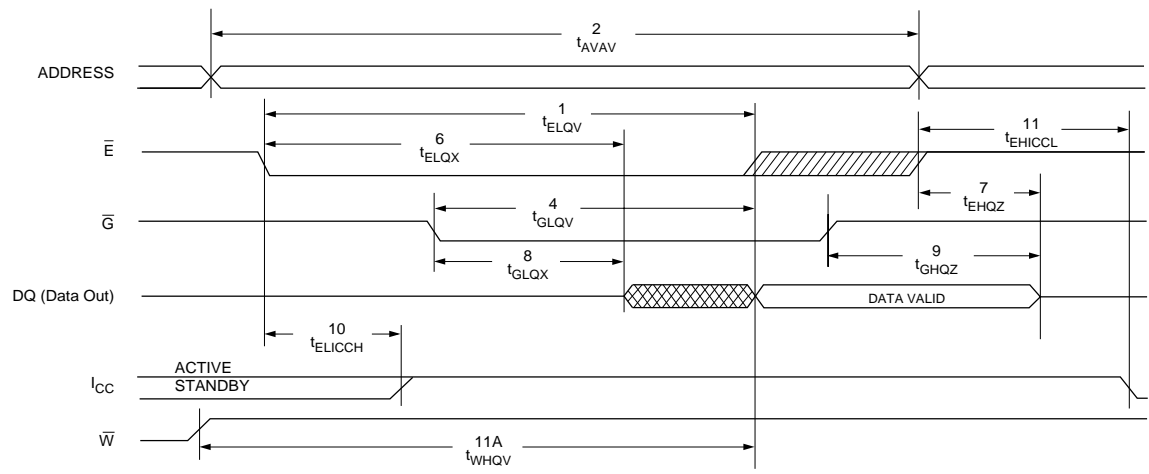 2
tAVAV
ADDRESS
1
tELQV
11
tEHICCL
6
tELQX
E̅
7
tEHQZ
4
tGLQV
G̅
9
tGHQZ
8
tGLQX
DQ (Data Out)
DATA VALID
10
tELICCH
ACTIVE
ICC
STANDBY
W̅
11A
tWHQV